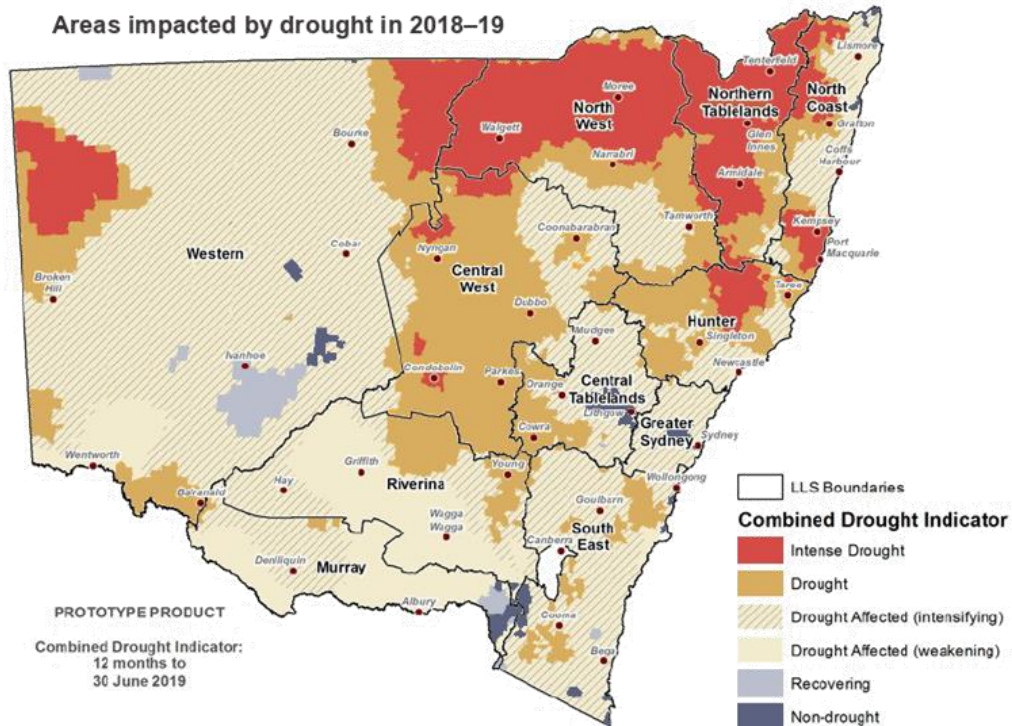 Areas impacted by drought in 2018–19
Lismore
Tenterfield
Moree
Northern
Tablelands
North
Coast
North
West
Walgett
Grafton
Glen
Innes
Bourke
Coffs
Harbour
Narrabri
Armidale
Kempsey
Tamworth
Coonabarabran
Port
Macquarie
Western
Cobar
Nyngan
Central
West
Taree
Broken
Hill
Dubbo
Hunter
Singleton
Mudgee
Ivanhoe
Newcastle
Condobolin
Parkes
Orange
Central
Tablelands
Lithgow
Greater
Sydney
Sydney
Cowra
Wentworth
Griffith
Young
Wollongong
Hay
Riverina
Balranald
Goulburn
Wagga
Wagga
South
East
Canberra
Deniliquin
Murray
Albury
Cooma
Bega
PROTOTYPE PRODUCT
Combined Drought Indicator:
12 months to
30 June 2019
LLS Boundaries
Combined Drought Indicator
Intense Drought
Drought
Drought Affected (intensifying)
Drought Affected (weakening)
Recovering
Non-drought